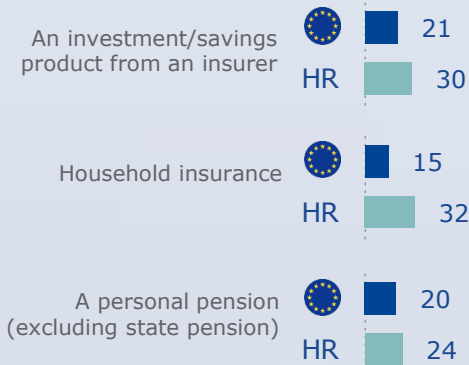 An investment/savings
product from an insurer
21
HR 30
Household insurance
15
HR 32
A personal pension
(excluding state pension)
20
HR 24